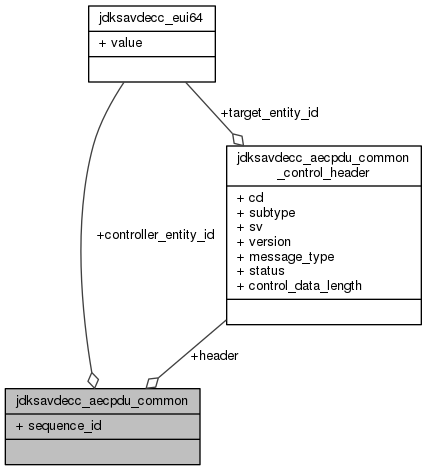 jdksavdecc_eui64
+ value
+target_entity_id
jdksavdecc_aecpdu_common
_control_header
+ cd
+ subtype
+ sv
+ version
+ message_type
+ status
+ control_data_length
+controller_entity_id
+header
jdksavdecc_aecpdu_common
+ sequence_id